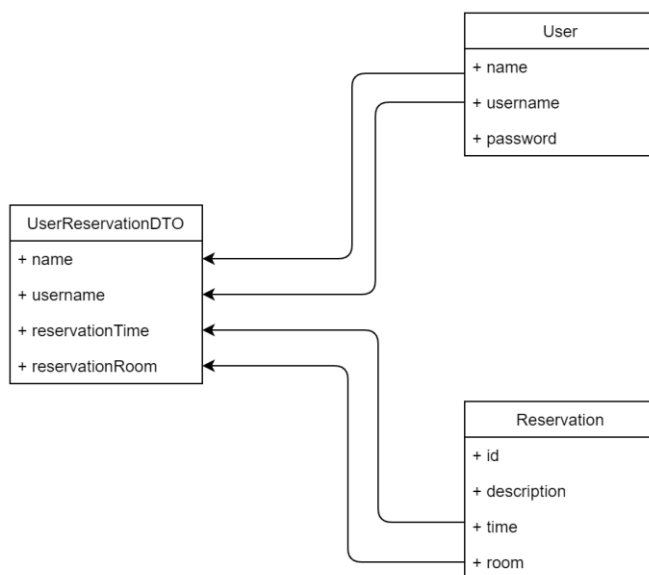 User
+ name
+ username
+ password
UserReservationDTO
+ name
+ username
+ reservationTime
+ reservationRoom
Reservation
+ id
+ description
+ time
+ room